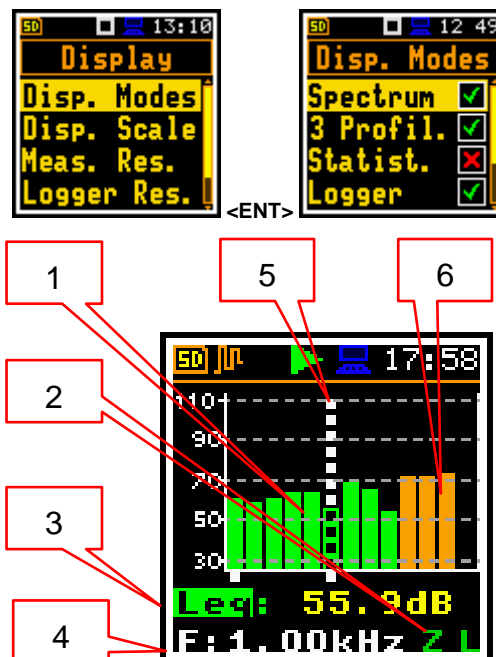 SD 13:10
Display
Disp. Modes
Disp. Scale
Meas. Res.
Logger Res.
<ENT>
SD 12 49
Disp. Modes
Spectrum
3 Profil.
Statist.
Logger
1
5
6
2
3
4
SD 17:58
110
90
70
50
30
Leq: 55.9dB
F:1.00kHz Z L